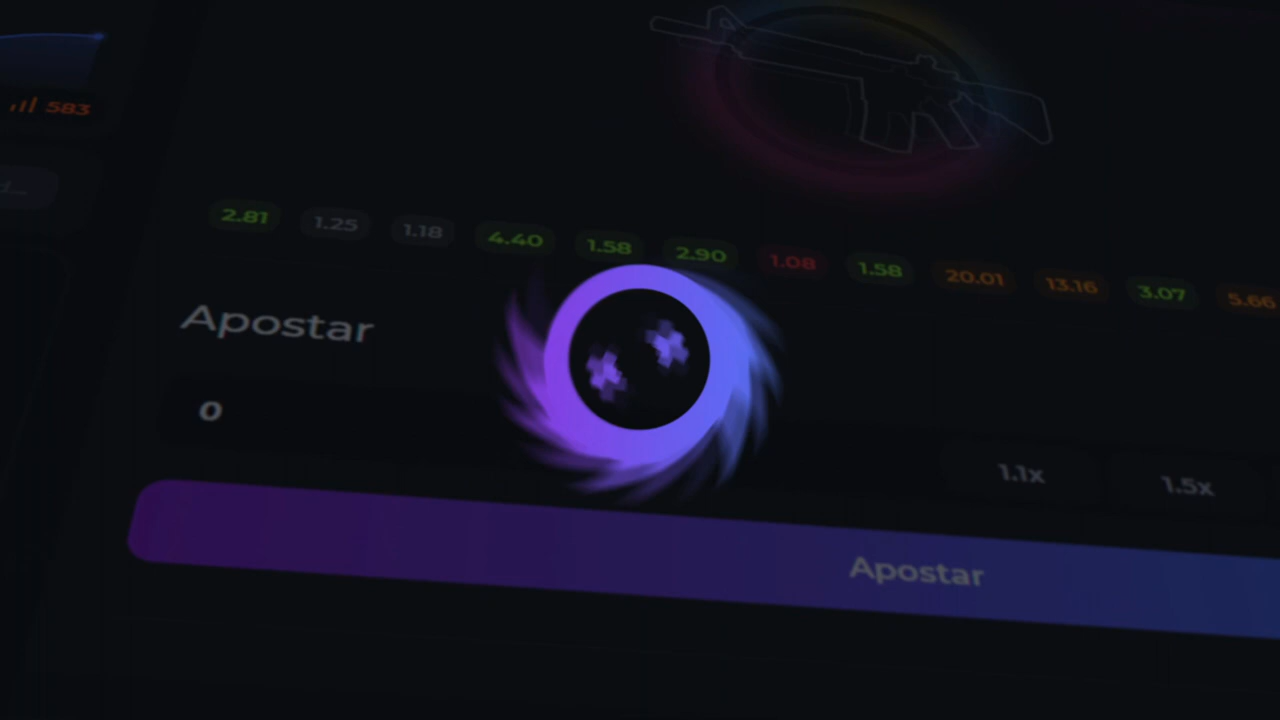 583
2.81 1.25 1.18 4.40 1.58 2.90 1.08 1.58 20.01 13.16 3.07 5.66
Apostar
0
1.1x 1.5x
Apostar